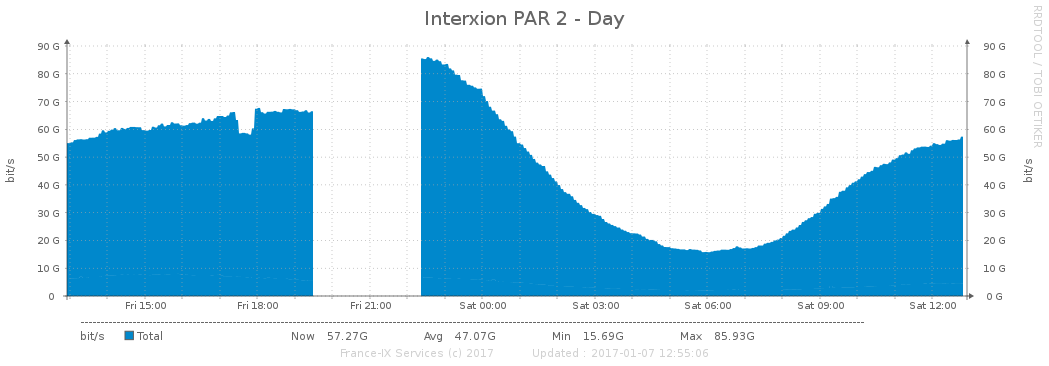 Interxion PAR 2 - Day
RRDTOOL / TOBI OETIKER
90 G 90 G
80 G 80 G
70 G 70 G
60 G 60 G
50 G 50 G
40 G 40 G
30 G 30 G
20 G 20 G
10 G 10 G
0 0 G
bit/s
bit/s
Fri 15:00 Fri 18:00 Fri 21:00 Sat 00:00 Sat 03:00 Sat 06:00 Sat 09:00 Sat 12:00
bit/s Total Now 57.27G Avg 47.07G Min 15.69G Max 85.93G
France-IX Services (c) 2017 Updated : 2017-01-07 12:55:06